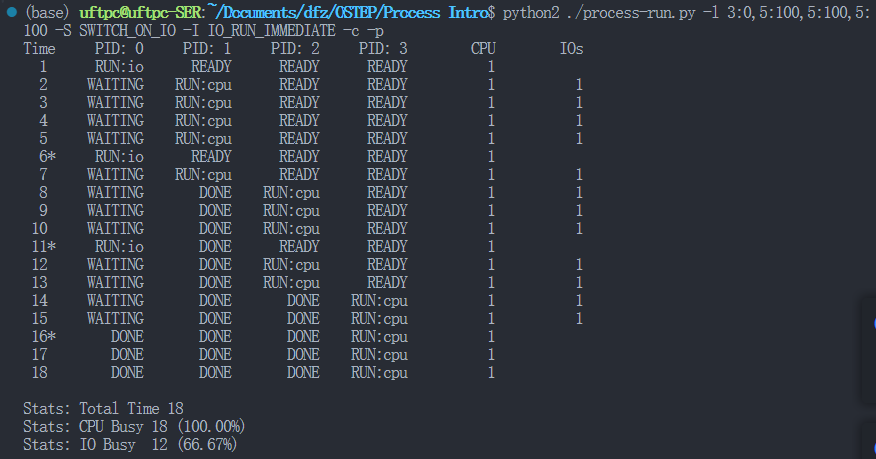 (base) uftpc@uftpc-SER:~/Documents/dfz/OSTEP/Process Intro$ python2 ./process-run.py -l 3:0,5:100,5:100,5:
100 -S SWITCH_ON_IO -I IO_RUN_IMMEDIATE -c -p
Time PID: 0 PID: 1 PID: 2 PID: 3 CPU IOs
1 RUN:io READY READY READY 1
2 WAITING RUN:cpu READY READY 1 1
3 WAITING RUN:cpu READY READY 1 1
4 WAITING RUN:cpu READY READY 1 1
5 WAITING RUN:cpu READY READY 1 1
6* RUN:io READY READY READY 1
7 WAITING RUN:cpu READY READY 1 1
8 WAITING DONE RUN:cpu READY 1 1
9 WAITING DONE RUN:cpu READY 1 1
10 WAITING DONE RUN:cpu READY 1 1
11* RUN:io DONE READY READY 1
12 WAITING DONE RUN:cpu READY 1 1
13 WAITING DONE RUN:cpu READY 1 1
14 WAITING DONE DONE RUN:cpu 1 1
15 WAITING DONE DONE RUN:cpu 1 1
16* DONE DONE DONE RUN:cpu 1
17 DONE DONE DONE RUN:cpu 1
18 DONE DONE DONE RUN:cpu 1
Stats: Total Time 18
Stats: CPU Busy 18 (100.00%)
Stats: IO Busy 12 (66.67%)